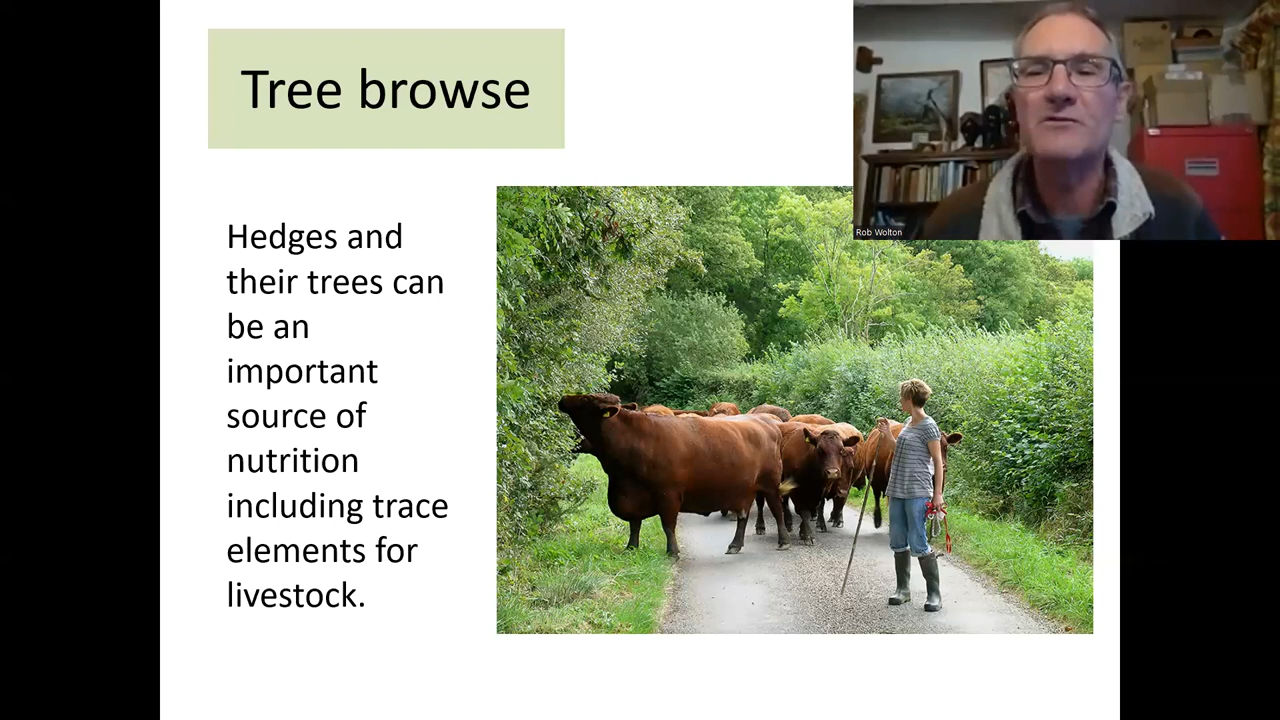 Tree browse
Rob Wolton
Hedges and
their trees can
be an
important
source of
nutrition
including trace
elements for
livestock.